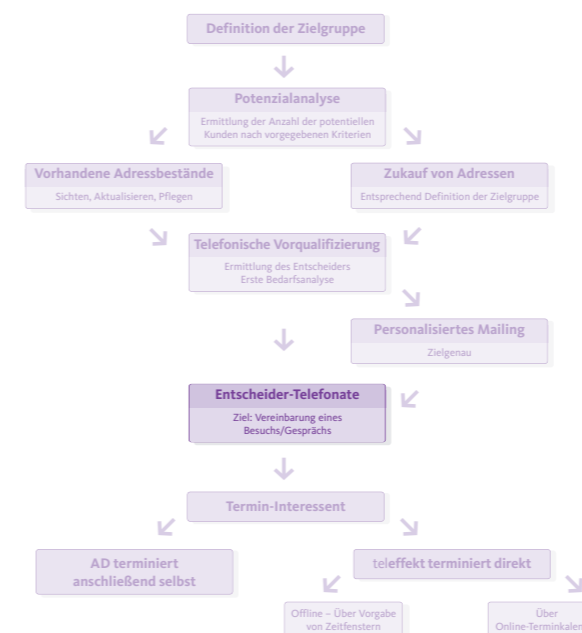 Definition der Zielgruppe
Potenzialanalyse
Ermittlung der Anzahl der potentiellen
Kunden nach vorgegebenen Kriterien
Vorhandene Adressbestände
Sichten, Aktualisieren, Pflegen
Zukauf von Adressen
Entsprechend Definition der Zielgruppe
Telefonische Vorqualifizierung
Ermittlung des Entscheiders
Erste Bedarfsanalyse
Personalisiertes Mailing
Zielgenau
Entscheider-Telefonate
Ziel: Vereinbarung eines
Besuchs/Gesprächs
Termin-Interessent
AD terminiert
anschließend selbst
teleffekt terminiert direkt
Offline – Über Vorgabe
von Zeitfenstern
Über